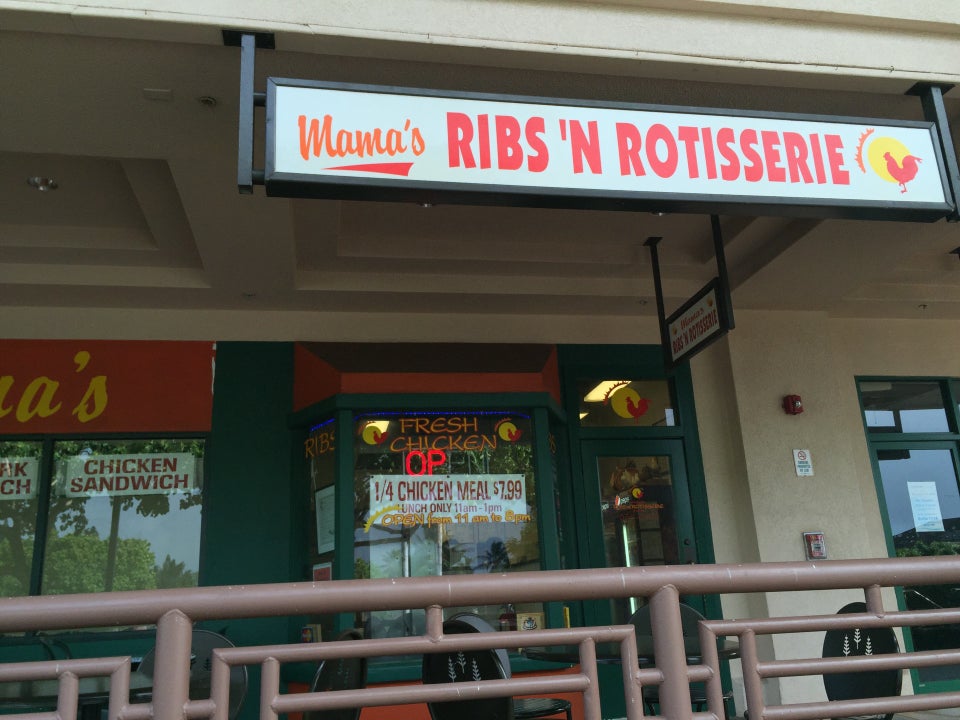 Mama's RIBS 'N ROTISSERIE
Mama's
RIBS 'N ROTISSERIE
CHICKEN
SANDWICH
RIBS
FRESH
CHICKEN
OP
1/4 CHICKEN MEAL $7.99
LUNCH ONLY 11am-1pm
OPEN from 11 am to 8pm